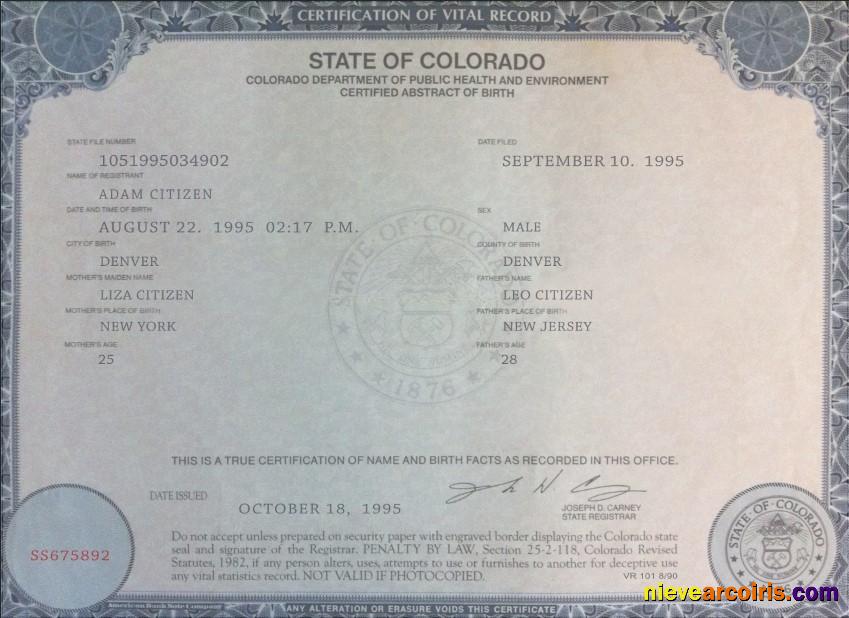 CERTIFICATION OF VITAL RECORD
STATE OF COLORADO
COLORADO DEPARTMENT OF PUBLIC HEALTH AND ENVIRONMENT
CERTIFIED ABSTRACT OF BIRTH
STATE FILE NUMBER DATE FILED
1051995034902 SEPTEMBER 10. 1995
NAME OF REGISTRANT
ADAM CITIZEN
DATE AND TIME OF BIRTH SEX
AUGUST 22. 1995 02:17 P.M. MALE
CITY OF BIRTH COUNTY OF BIRTH
DENVER DENVER
MOTHER'S MAIDEN NAME FATHER'S NAME
LIZA CITIZEN LEO CITIZEN
MOTHER'S PLACE OF BIRTH FATHER'S PLACE OF BIRTH
NEW YORK NEW JERSEY
MOTHER'S AGE FATHER'S AGE
25 28
STATE OF COLORADO
1876
THIS IS A TRUE CERTIFICATION OF NAME AND BIRTH FACTS AS RECORDED IN THIS OFFICE.
DATE ISSUED OCTOBER 18, 1995
JOSEPH D. CARNEY
STATE REGISTRAR
SS675892
Do not accept unless prepared on security paper with engraved border displaying the Colorado state
seal and signature of the Registrar. PENALTY BY LAW, Section 25-2-118, Colorado Revised
Statutes, 1982, if any person alters, uses, attempts to use or furnishes to another for deceptive use
any vital statistics record. NOT VALID IF PHOTOCOPIED.
VR 101 8/90
STATE OF COLORADO
nievearcoiris.com
American Bank Note Company
ANY ALTERATION OR ERASURE VOIDS THIS CERTIFICATE